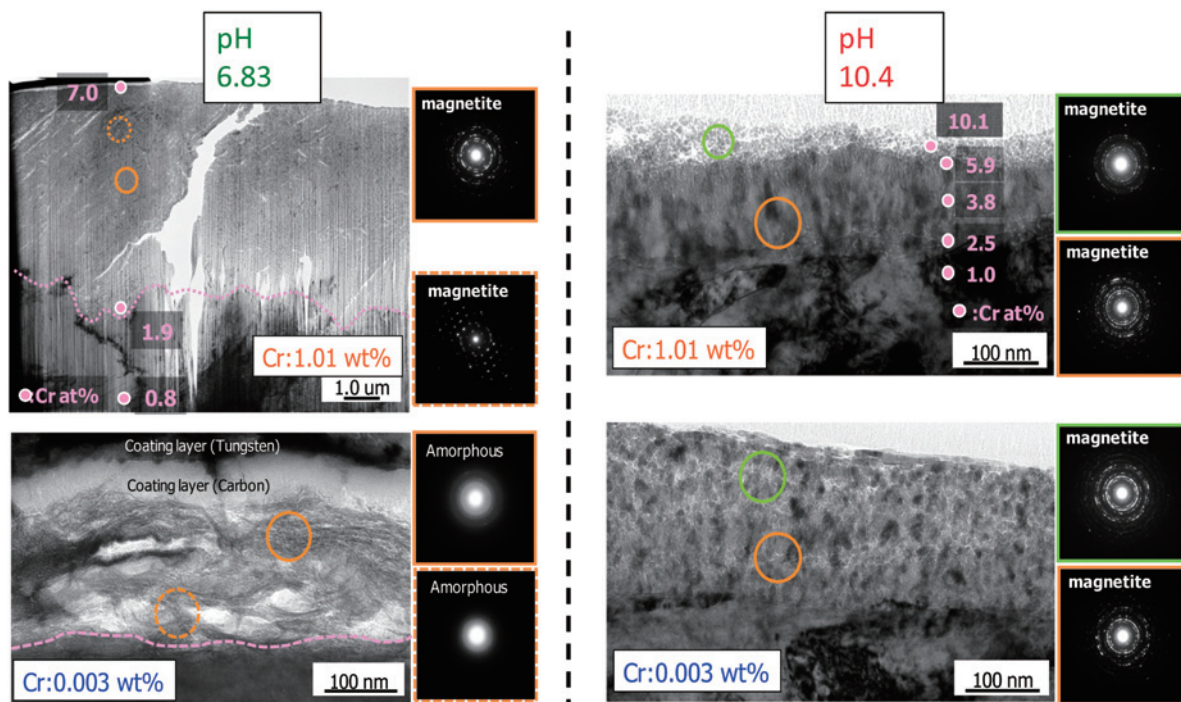 pH
6.83
7.0
1.9
0.8
:Cr at%
Cr:1.01 wt%
1.0 um
magnetite
magnetite
Coating layer (Tungsten)
Coating layer (Carbon)
Cr:0.003 wt%
100 nm
Amorphous
Amorphous
pH
10.4
10.1
5.9
3.8
2.5
1.0
:Cr at%
Cr:1.01 wt%
100 nm
magnetite
magnetite
Cr:0.003 wt%
100 nm
magnetite
magnetite